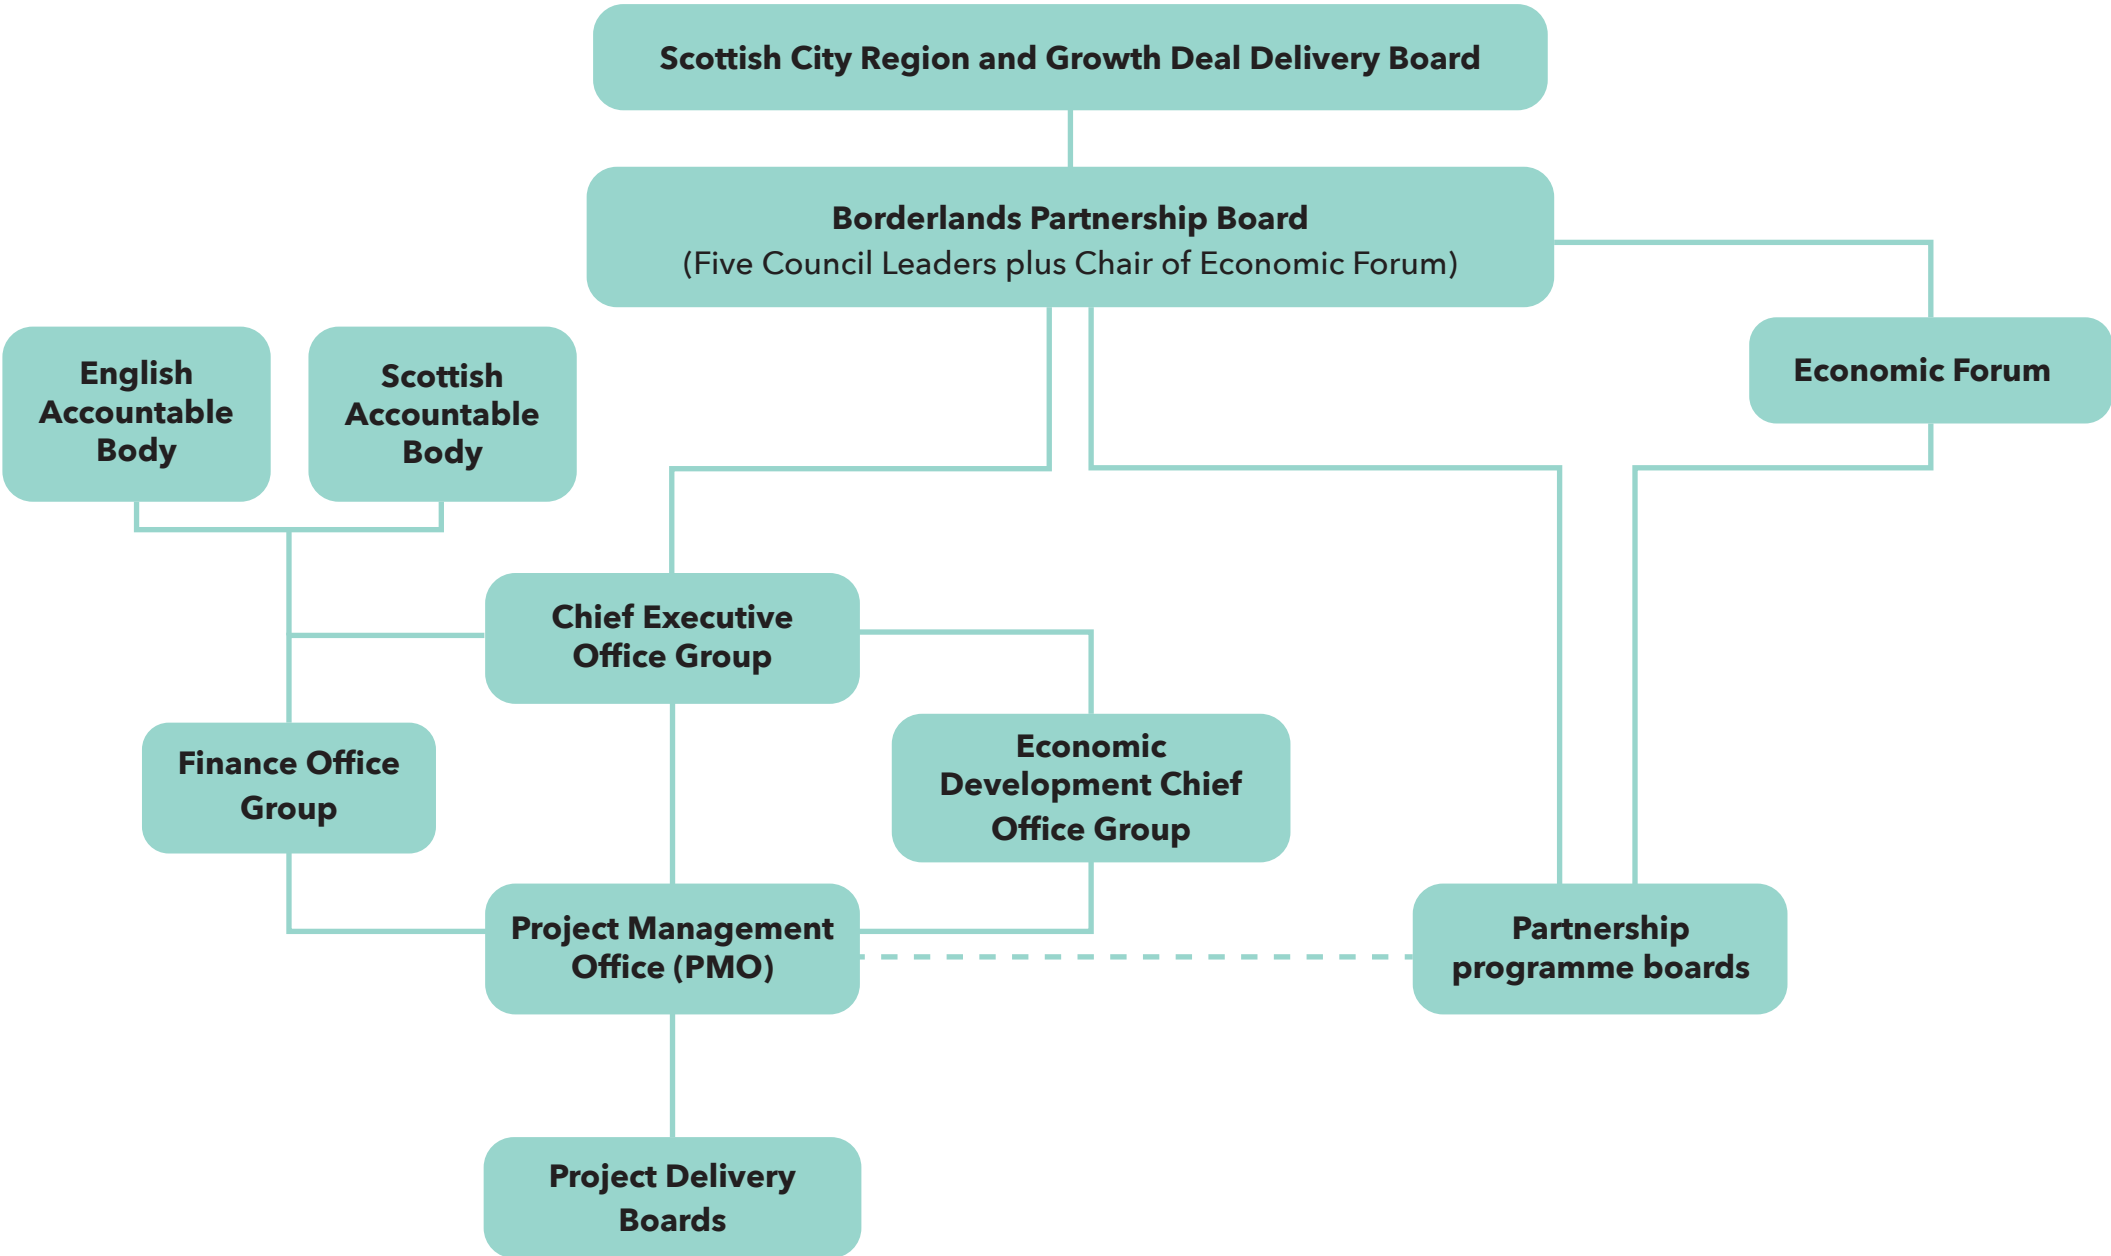 Scottish City Region and Growth Deal Delivery Board
Borderlands Partnership Board
(Five Council Leaders plus Chair of Economic Forum)
English
Accountable
Body
Scottish
Accountable
Body
Economic Forum
Chief Executive
Office Group
Finance Office
Group
Economic
Development Chief
Office Group
Project Management
Office (PMO)
Partnership
programme boards
Project Delivery
Boards